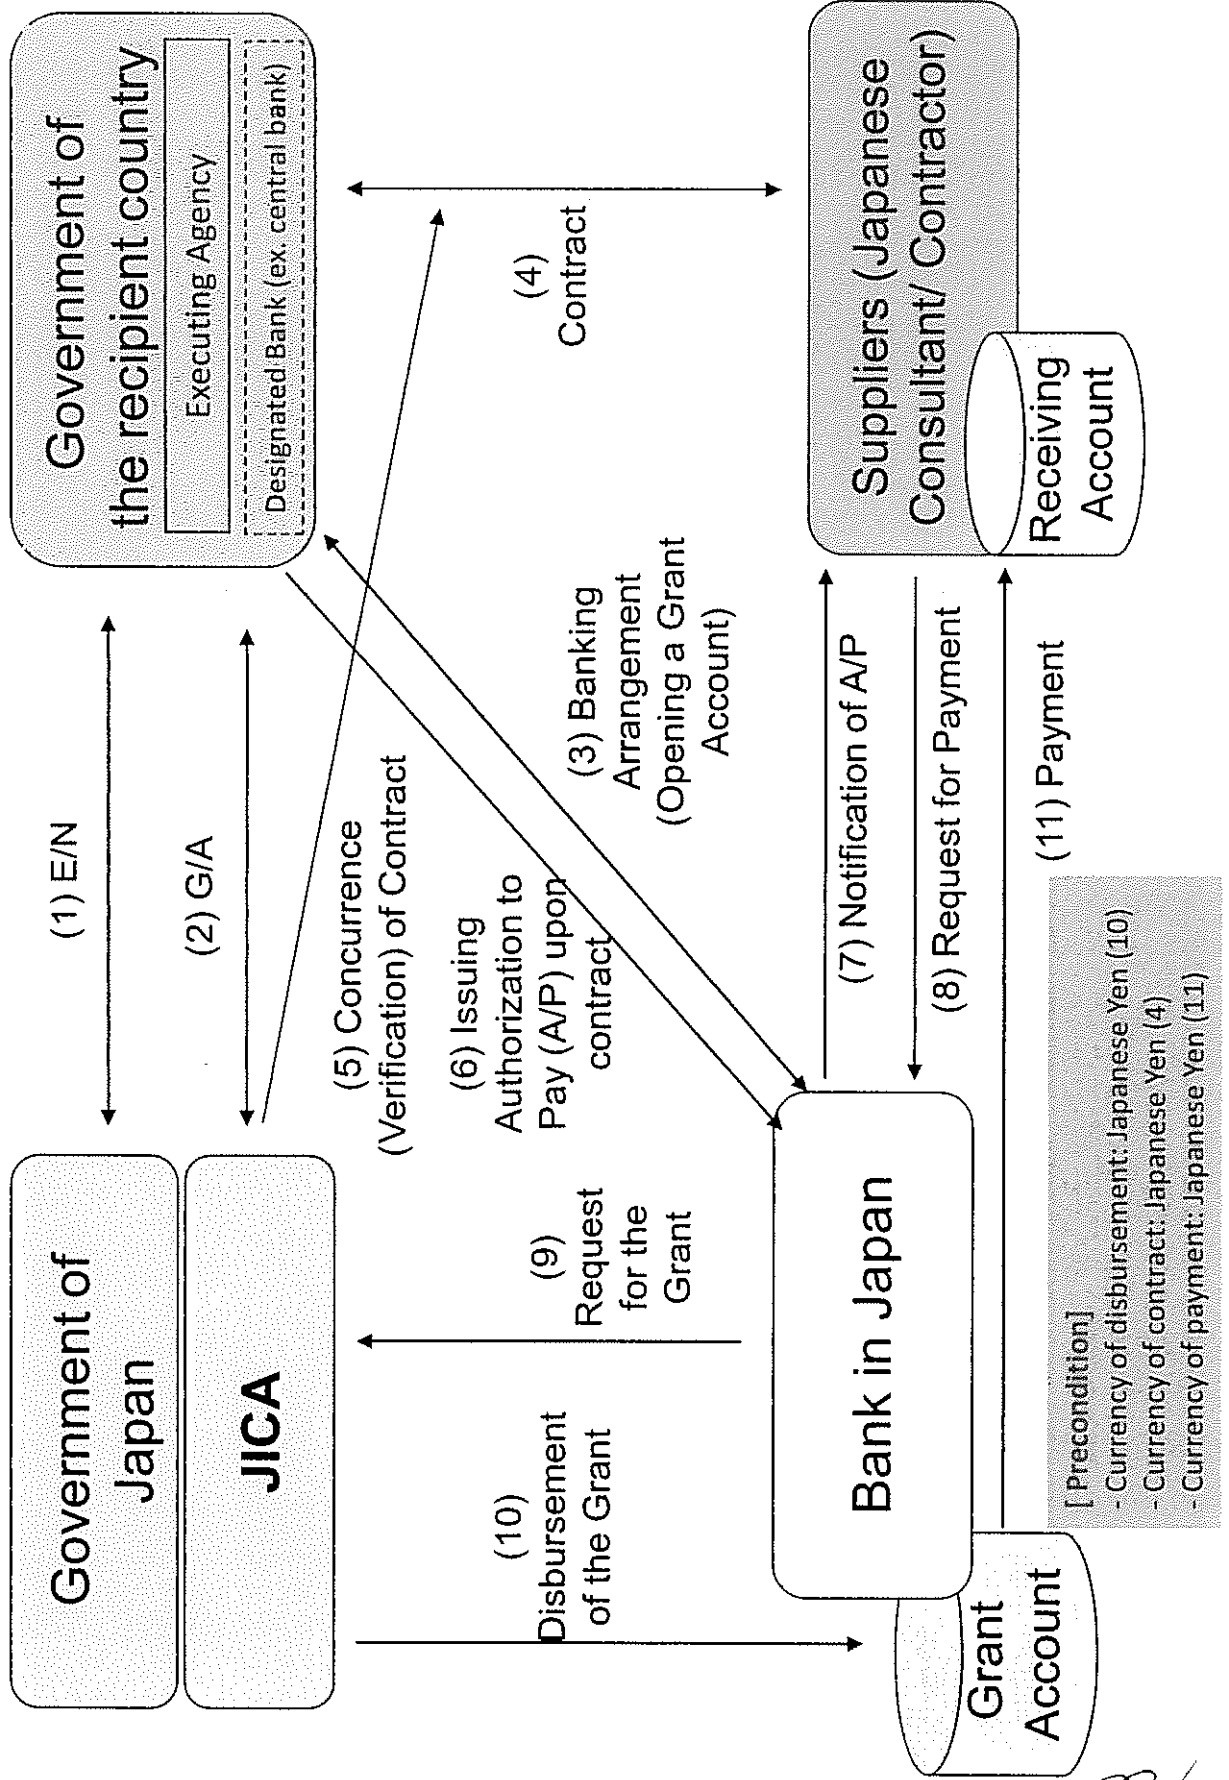 Government of
Japan
JICA
(1) E/N
(2) G/A
Government of
the recipient country
Executing Agency
Designated Bank (ex. central bank)
(5) Concurrence
(Verification) of Contract
(6) Issuing
Authorization to
Pay (A/P) upon
contract
(4)
Contract
(10)
Disbursement
of the Grant
(9)
Request
for the
Grant
(3) Banking
Arrangement
(Opening a Grant
Account)
Bank in Japan
Grant
Account
(7) Notification of A/P
(8) Request for Payment
(11) Payment
Suppliers (Japanese
Consultant/ Contractor)
Receiving
Account
[ Precondition]
- Currency of disbursement: Japanese Yen (10)
- Currency of contract: Japanese Yen (4)
- Currency of payment: Japanese Yen (11)